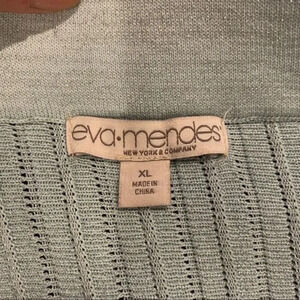 eva·mendes
NEW YORK & COMPANY
XL
MADE IN
CHINA